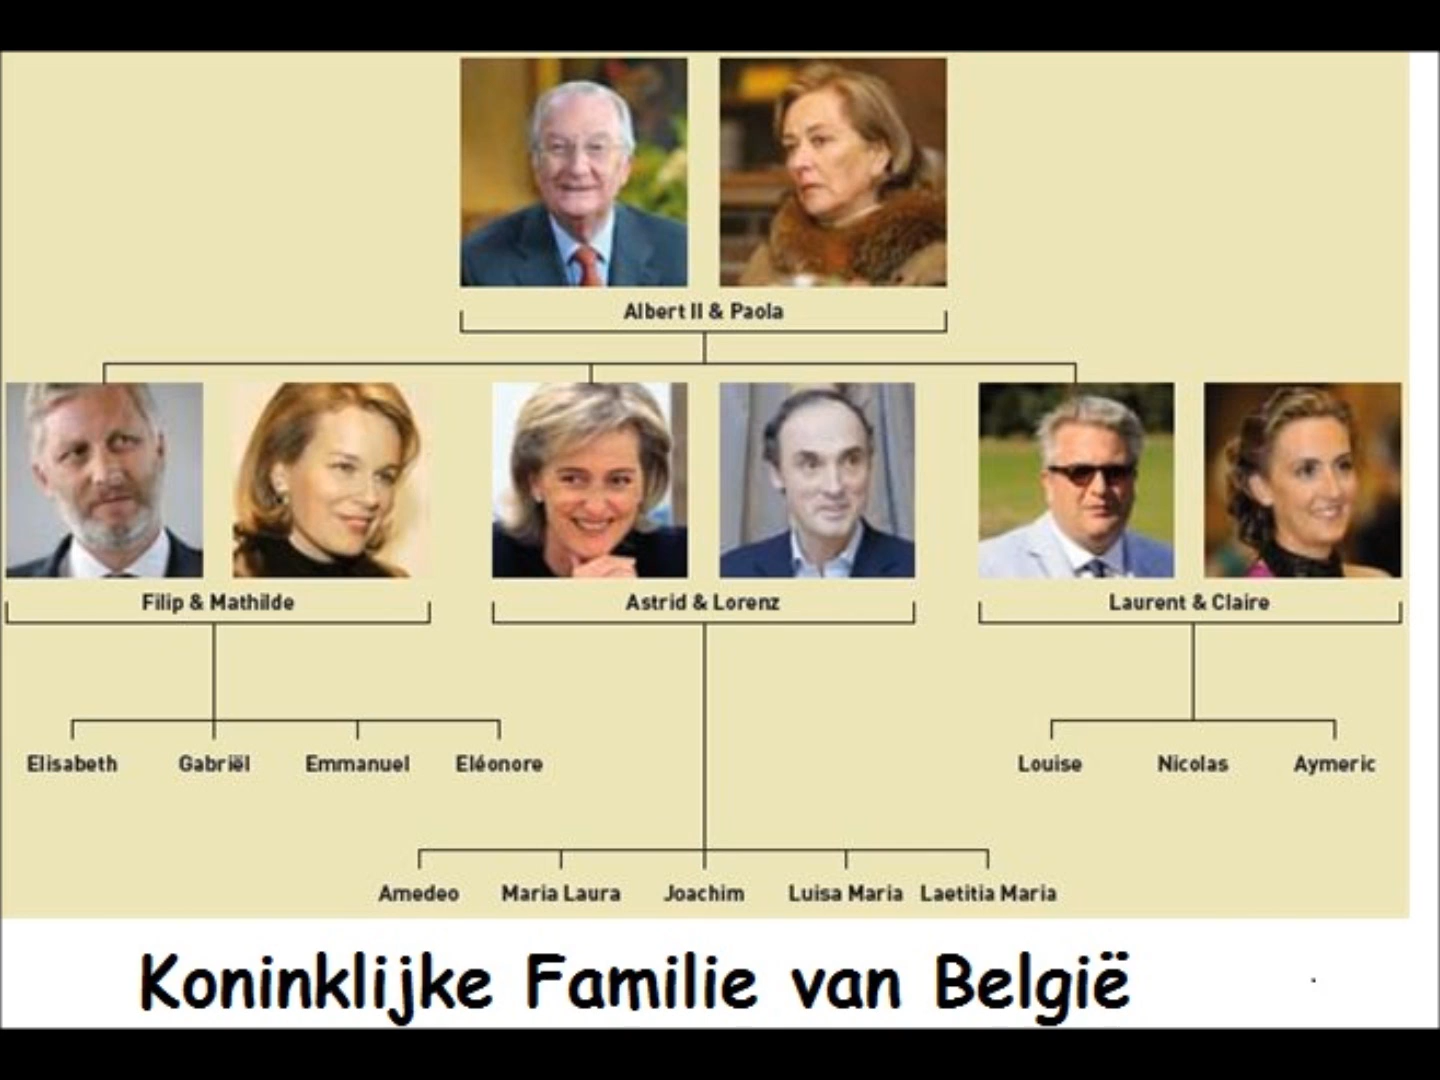 Albert II & Paola
Filip & Mathilde
Astrid & Lorenz
Laurent & Claire
Elisabeth
Gabriël
Emmanuel
Eléonore
Louise
Nicolas
Aymeric
Amedeo
Maria Laura
Joachim
Luisa Maria
Laetitia Maria
Koninklijke Familie van België